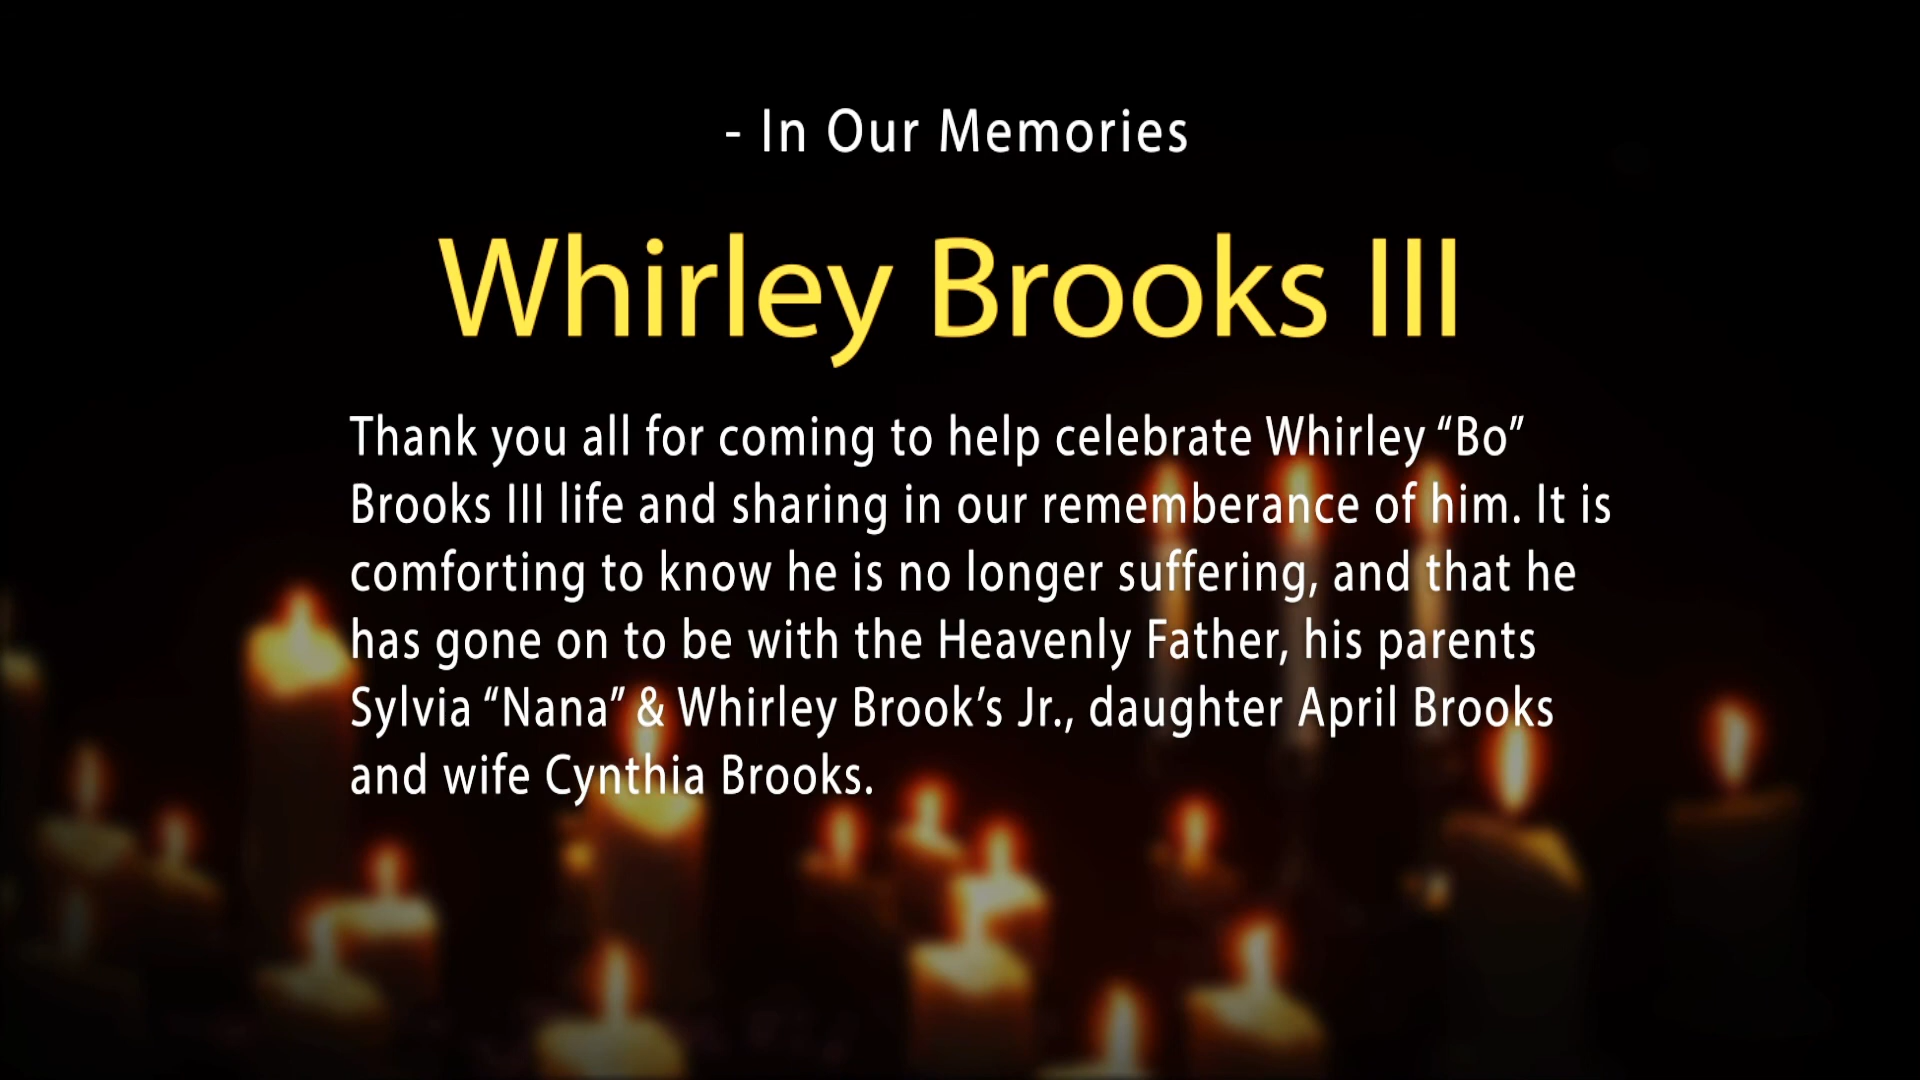 - In Our Memories
Whirley Brooks III
Thank you all for coming to help celebrate Whirley “Bo”
Brooks III life and sharing in our rememberance of him. It is
comforting to know he is no longer suffering, and that he
has gone on to be with the Heavenly Father, his parents
Sylvia “Nana” & Whirley Brook’s Jr., daughter April Brooks
and wife Cynthia Brooks.